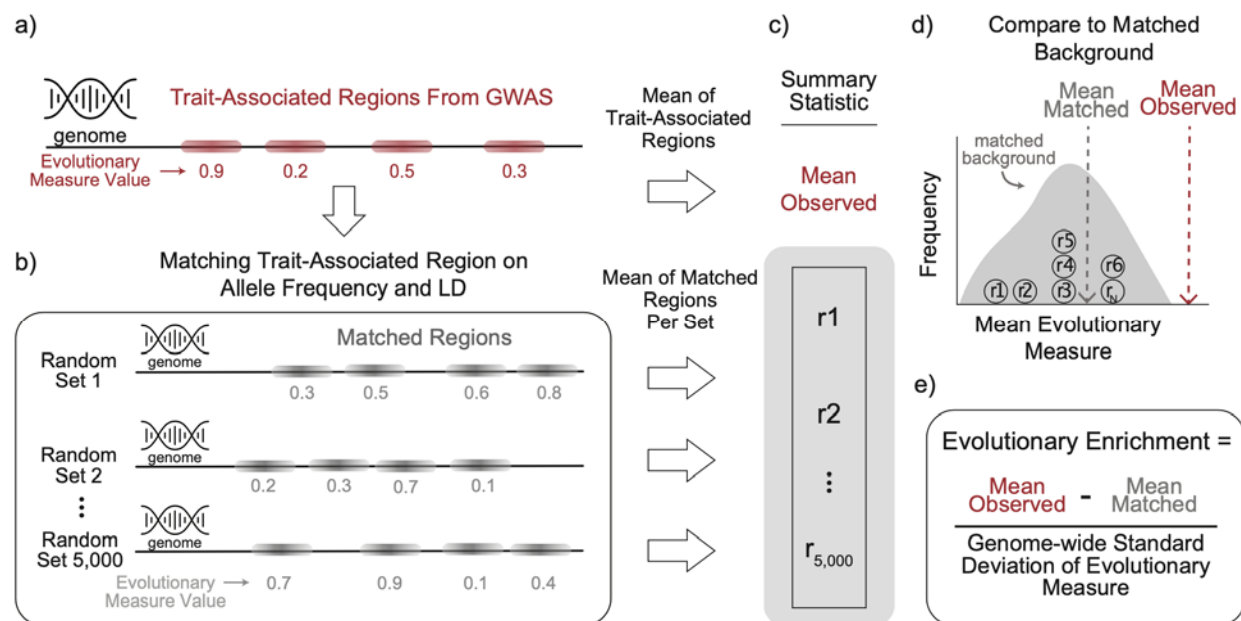 a)
Trait-Associated Regions From GWAS
genome
Evolutionary
Measure Value
0.9
0.2
0.5
0.3
Mean of
Trait-Associated
Regions
b)
Matching Trait-Associated Region on
Allele Frequency and LD
Matched Regions
Random
Set 1
genome
0.3
0.5
0.6
0.8
Random
Set 2
genome
0.2
0.3
0.7
0.1
Random
Set 5,000
genome
Evolutionary
Measure Value
0.7
0.9
0.1
0.4
Mean of Matched
Regions
Per Set
c)
Summary
Statistic
Mean
Observed
r1
r2
r5,000
d)
Compare to Matched
Background
Mean
Matched
Mean
Observed
matched
background
Frequency
r5
r4
r6
r1
r2
r3
rN
Mean Evolutionary
Measure
e)
Evolutionary Enrichment =
Mean
Observed
-
Mean
Matched
Genome-wide Standard
Deviation of Evolutionary
Measure